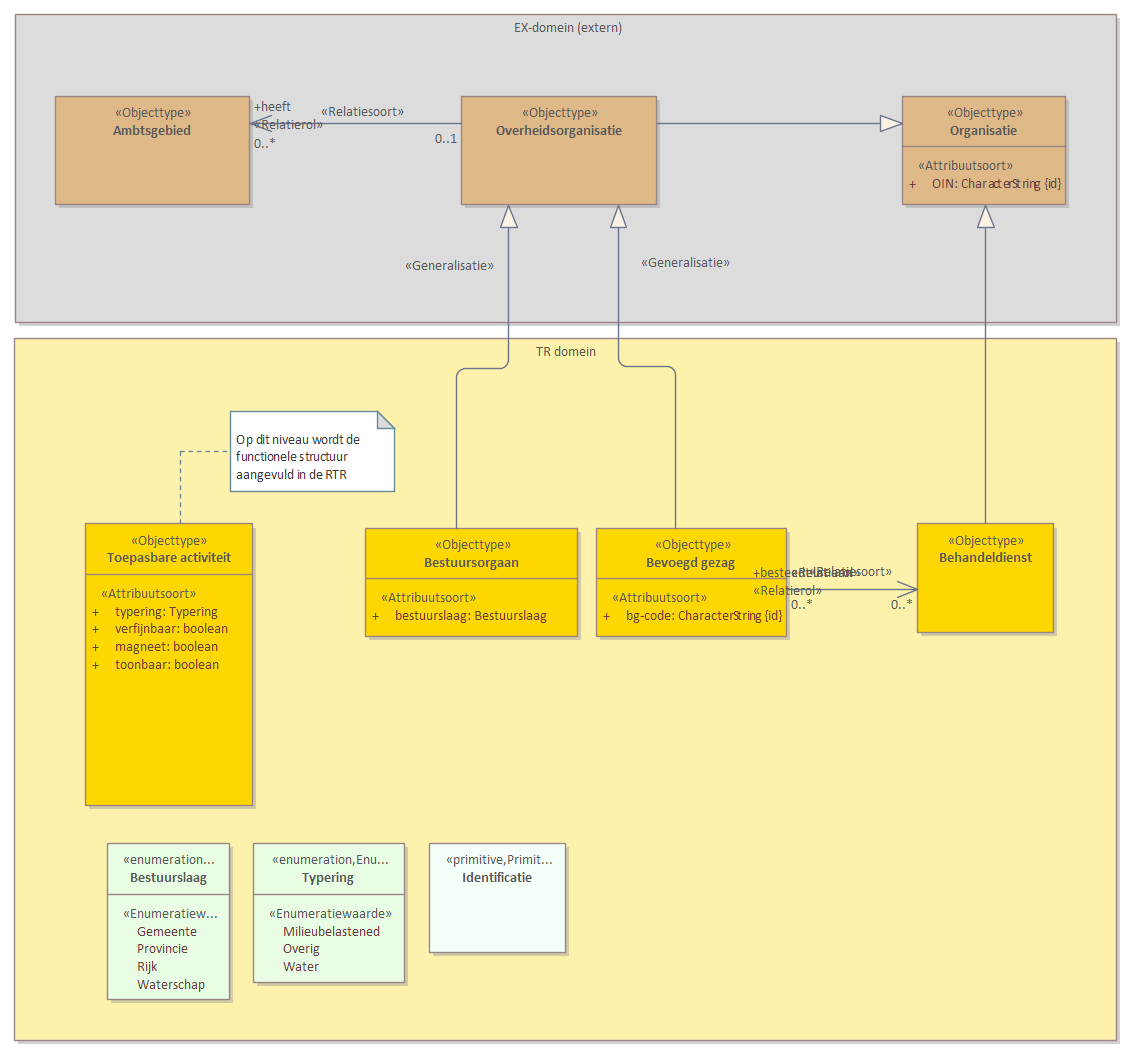 EX-domein (extern)
«Objecttype»
Ambtsgebied
+heeft
«Relatierol»
0..*
«Relatiesoort»
0..1
«Objecttype»
Overheidsorganisatie
«Objecttype»
Organisatie
«Attribuutsoort»
+ OIN: CharacterString {id}
«Generalisatie»
«Generalisatie»
TR domein
Op dit niveau wordt de
functionele structuur
aangevuld in de RTR
«Objecttype»
Toepasbare activiteit
«Attribuutsoort»
+ typering: Typering
+ verfijnbaar: boolean
+ magneet: boolean
+ toonbaar: boolean
«Objecttype»
Bestuursorgaan
«Attribuutsoort»
+ bestuurslaag: Bestuurslaag
«Objecttype»
Bevoegd gezag
«Attribuutsoort»
+ bg-code: CharacterString {id}
«Relatiesoort»
«Relatierol»
0..*
0..*
«Objecttype»
Behandeldienst
«enumeration...
Bestuurslaag
«Enumeratiew...
Gemeente
Provincie
Rijk
Waterschap
«enumeration,Enu...
Typering
«Enumeratiewaarde»
Milieubelastened
Overig
Water
«primitive,Primit...
Identificatie